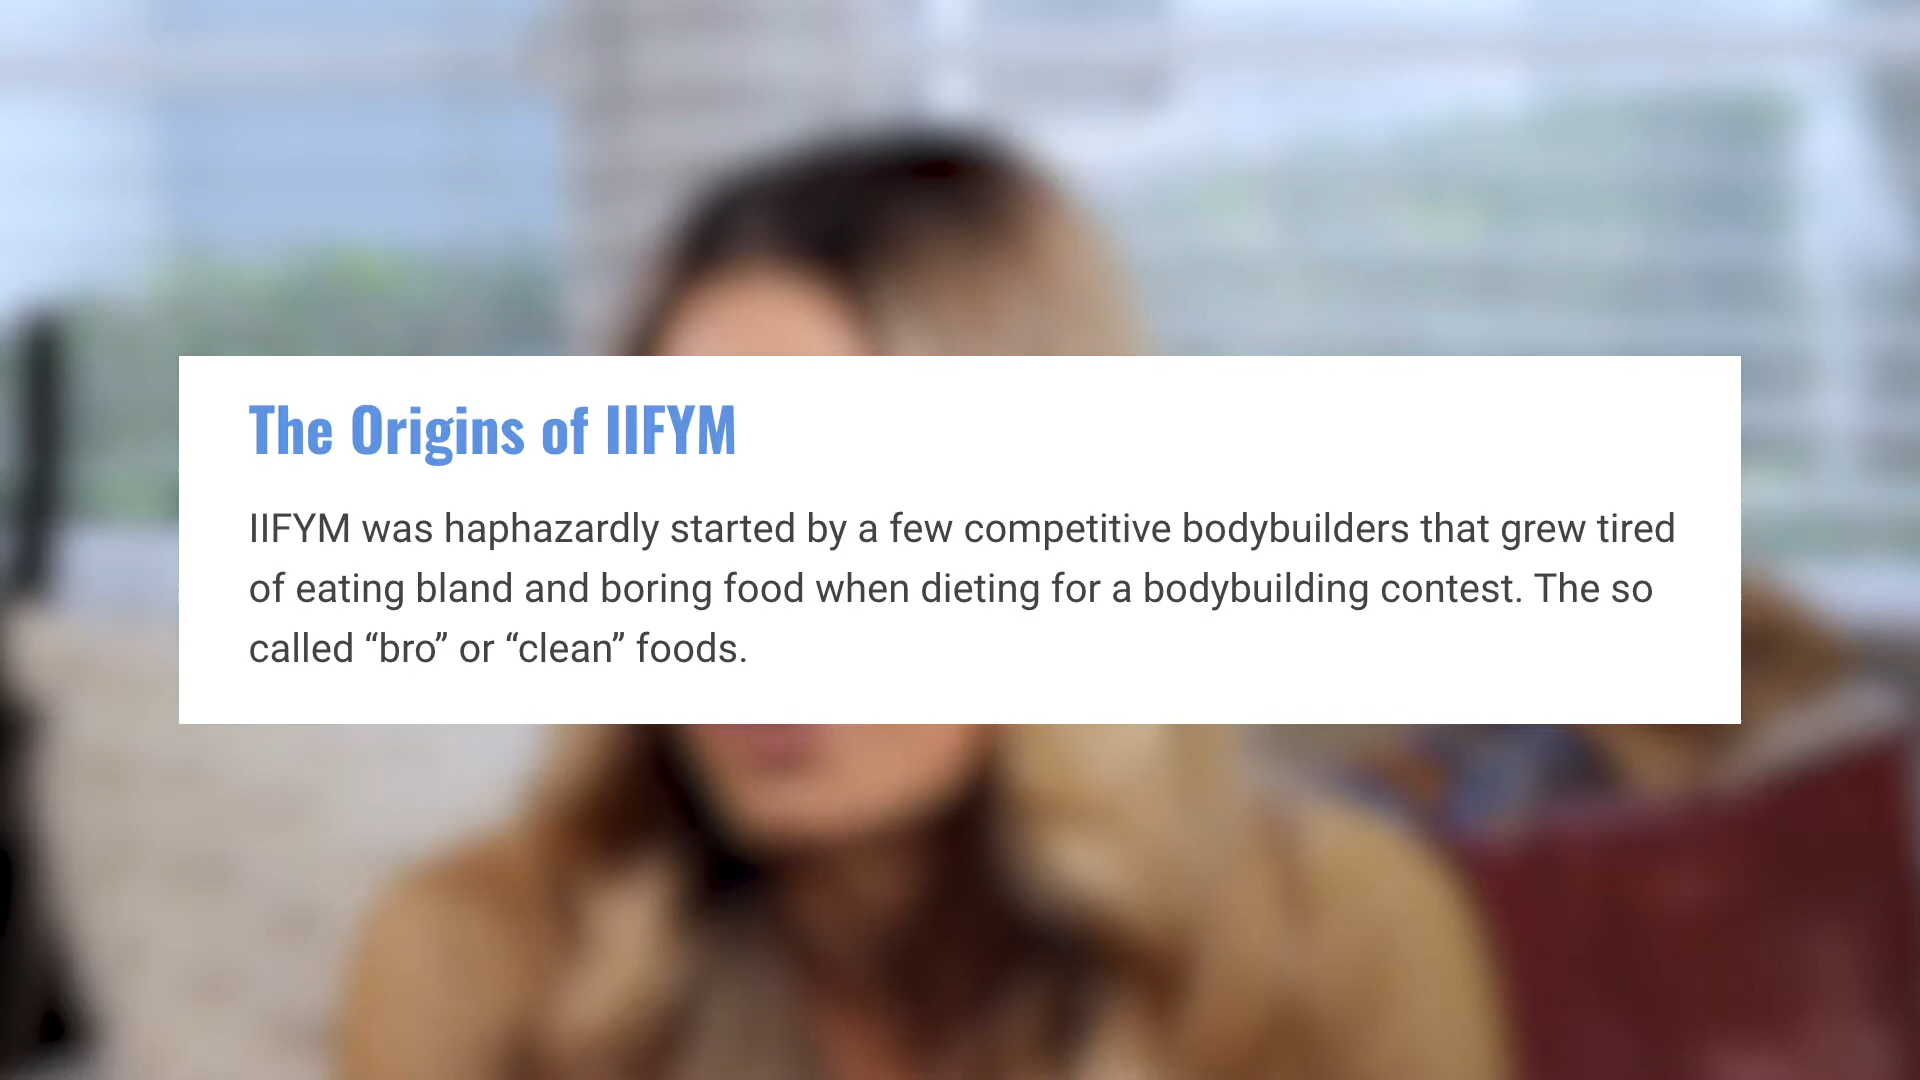 The Origins of IIFYM
IIFYM was haphazardly started by a few competitive bodybuilders that grew tired
of eating bland and boring food when dieting for a bodybuilding contest. The so
called “bro” or “clean” foods.